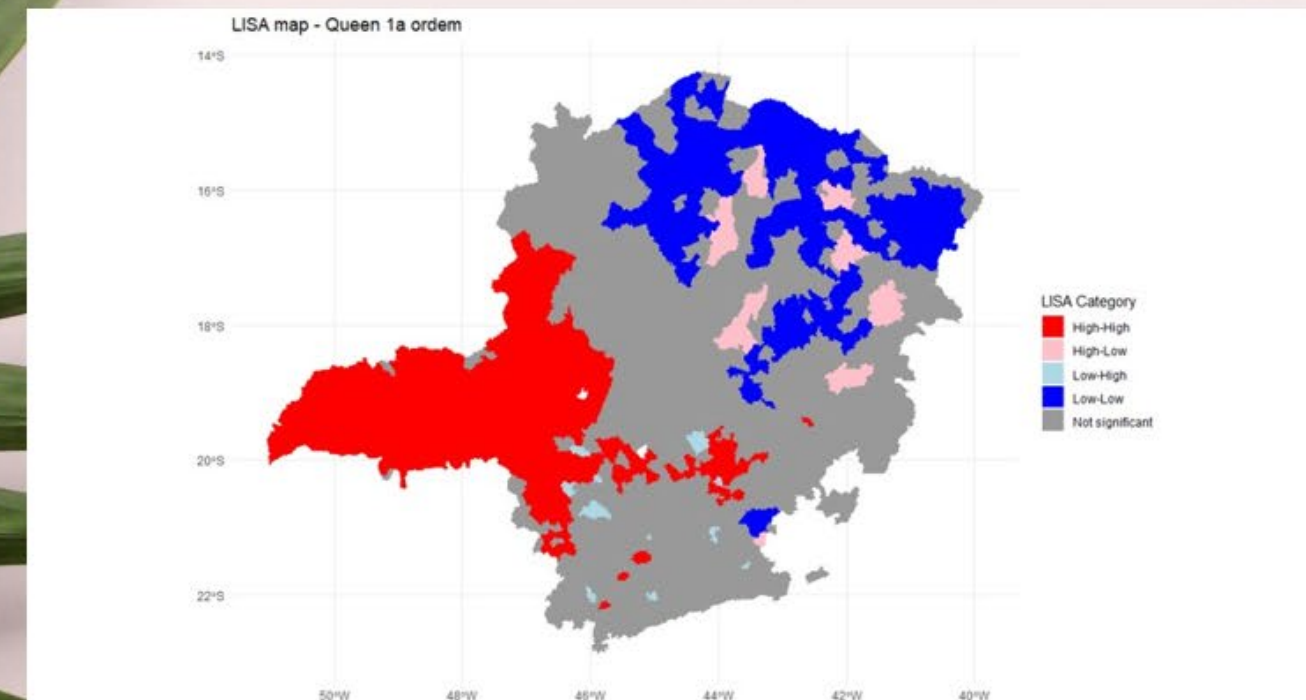 LISA map - Queen 1a ordem
14°S
16°S
18°S
20°S
22°S
50°W
48°W
46°W
44°W
42°W
40°W
LISA Category
High-High
High-Low
Low-High
Low-Low
Not significant